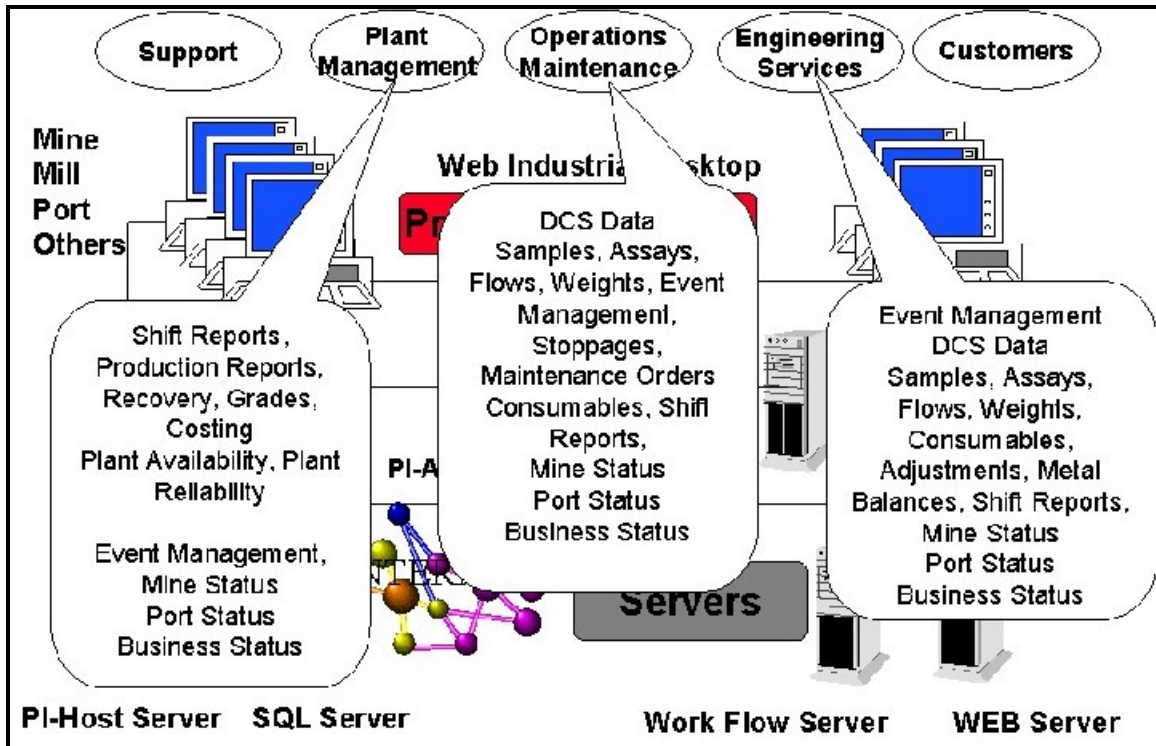 Support
Plant
Management
Operations
Maintenance
Engineering
Services
Customers
Mine
Mill
Port
Others
Web Industria
sktop
Pr
DCS Data
Samples, Assays,
Flows, Weights, Event
Management,
Stoppages,
Maintenance Orders
Consumables, Shift
Reports,
Mine Status
Port Status
Business Status
Shift Reports,
Production Reports,
Recovery, Grades,
Costing
Plant Availability, Plant
Reliability
Event Management,
Mine Status
Port Status
Business Status
Event Management
DCS Data
Samples, Assays,
Flows, Weights,
Consumables,
Adjustments, Metal
Balances, Shift Reports,
Mine Status
Port Status
Business Status
PI-A
NTER
Servers
PI-Host Server
SQL Server
Work Flow Server
WEB Server